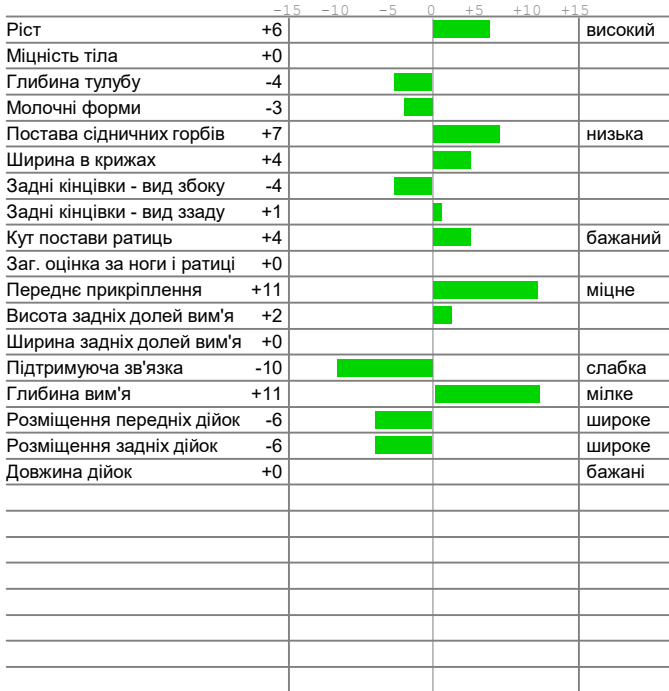 -15 -10 -5 0 +5 +10 +15
Ріст +6 високий
Міцність тіла +0
Глибина тулубу -4
Молочні форми -3
Постава сідничних горбів +7 низька
Ширина в крижах +4
Задні кінцівки - вид збоку -4
Задні кінцівки - вид ззаду +1
Кут постави ратиць +4 бажаний
Заг. оцінка за ноги і ратиці +0
Переднє прикріплення +11 міцне
Висота задніх долей вим'я +2
Ширина задніх долей вим'я +0
Підтримуюча зв'язка -10 слабка
Глибина вим'я +11 мілке
Розміщення передніх дійок -6 широке
Розміщення задніх дійок -6 широке
Довжина дійок +0 бажані